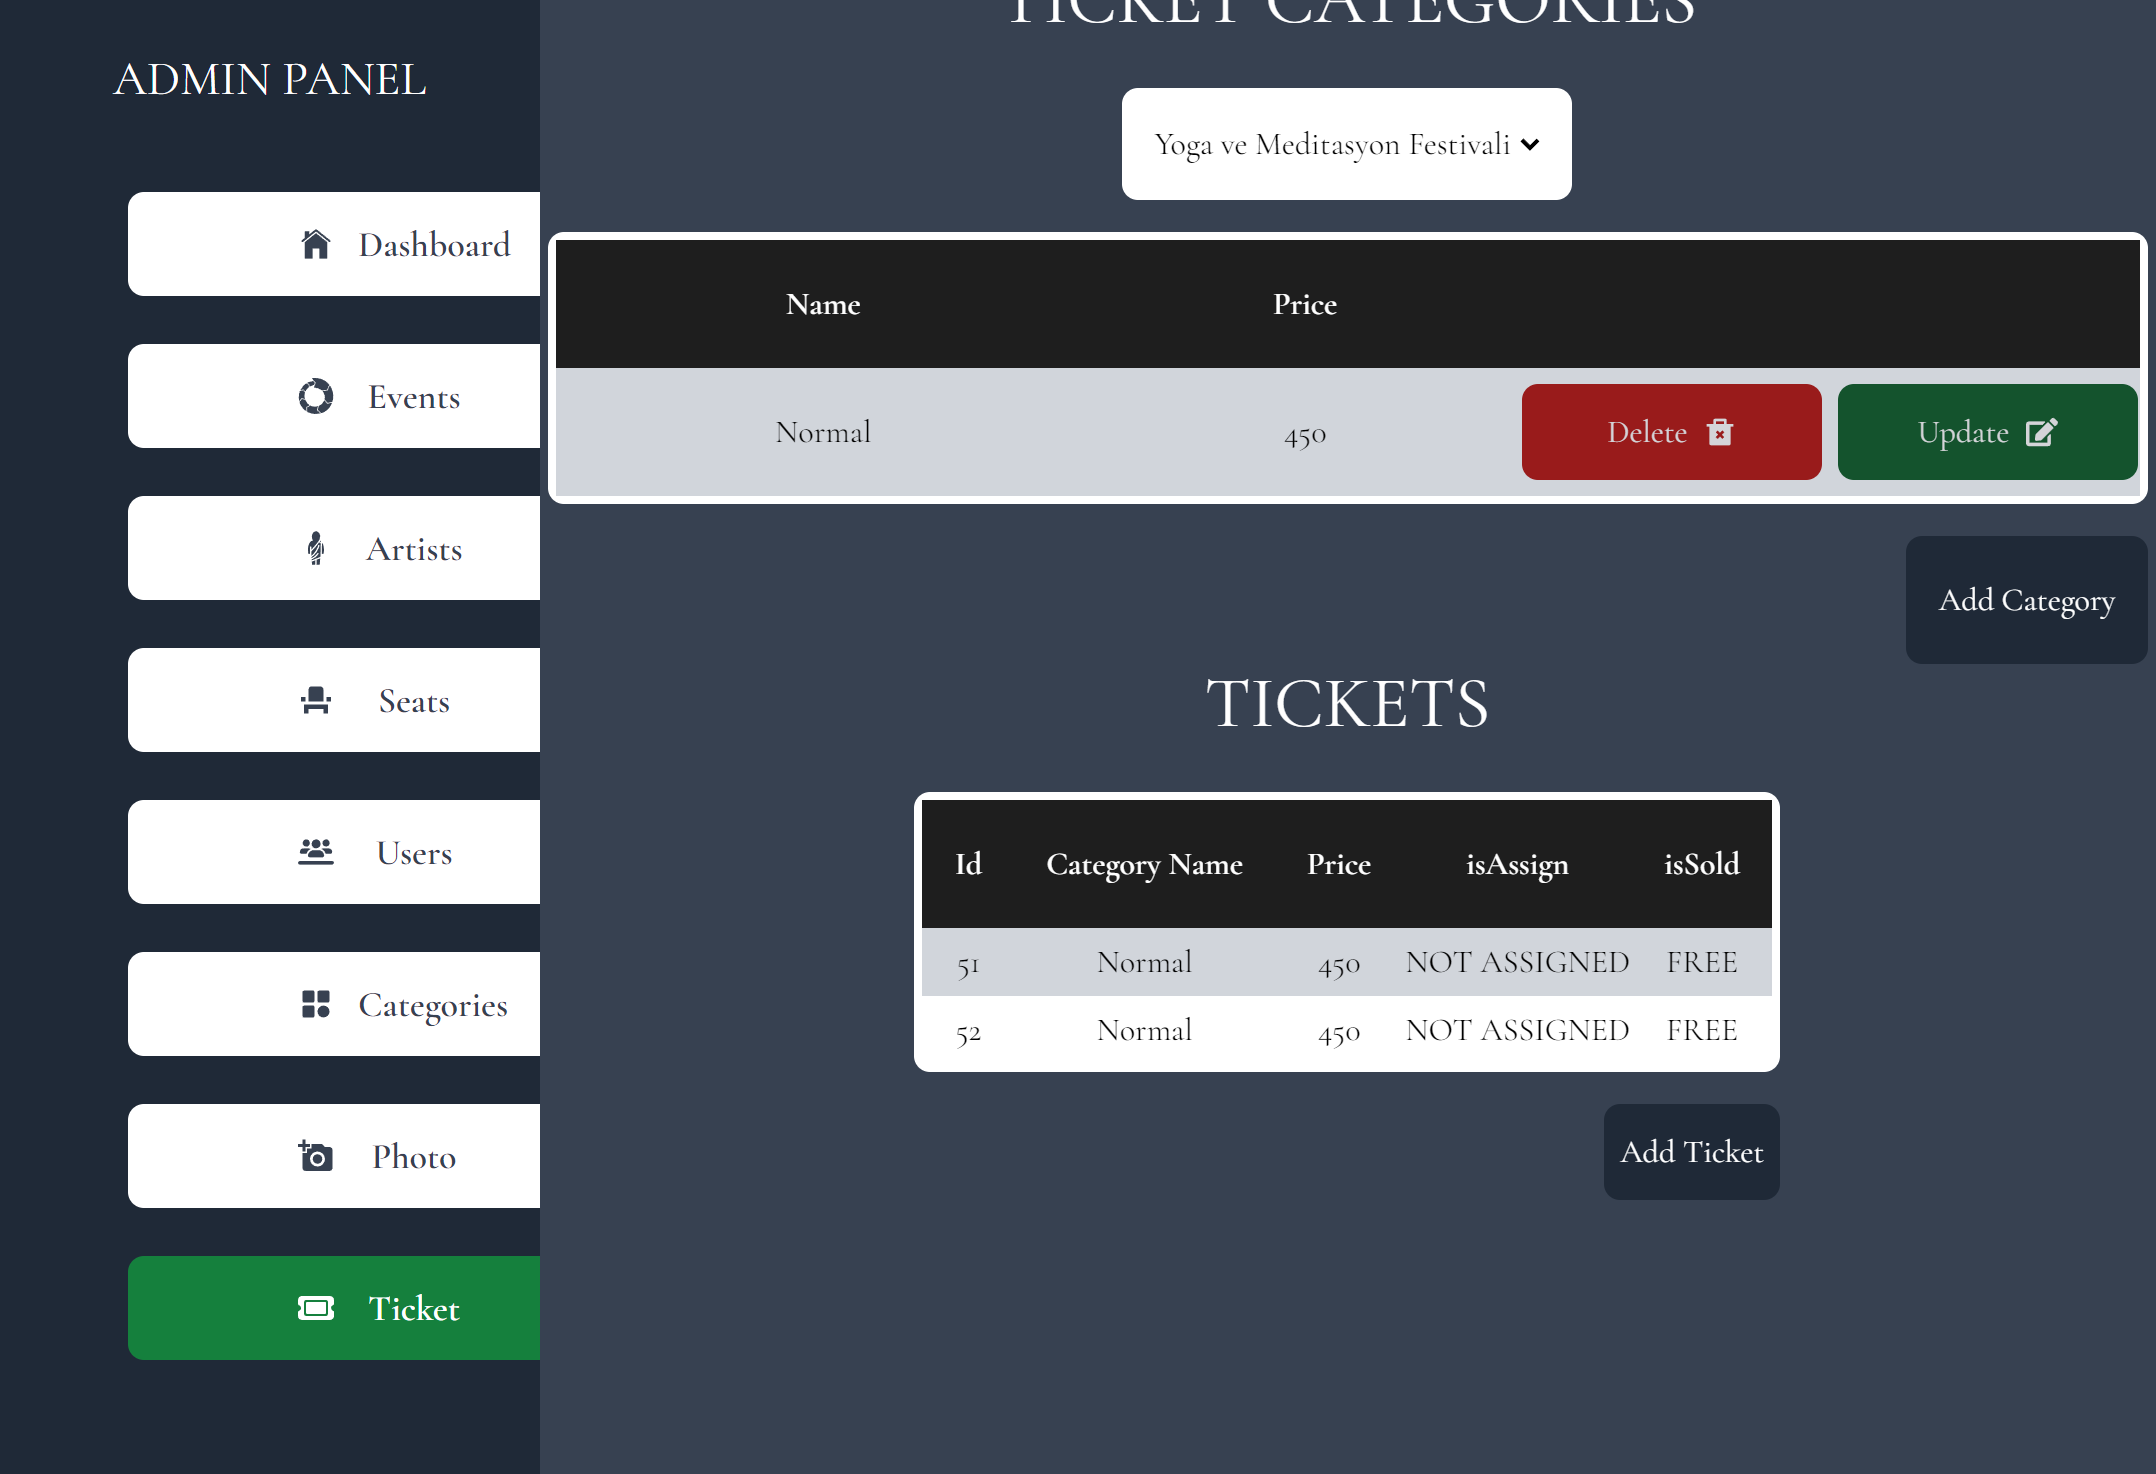 ADMIN PANEL
Dashboard
Events
Artists
Seats
Users
Categories
Photo
Ticket
TICKET CATEGORIES
Yoga ve Meditasyon Festivali
Name Price
Normal 450 Delete Update
Add Category
TICKETS
Id Category Name Price isAssign isSold
51 Normal 450 NOT ASSIGNED FREE
52 Normal 450 NOT ASSIGNED FREE
Add Ticket